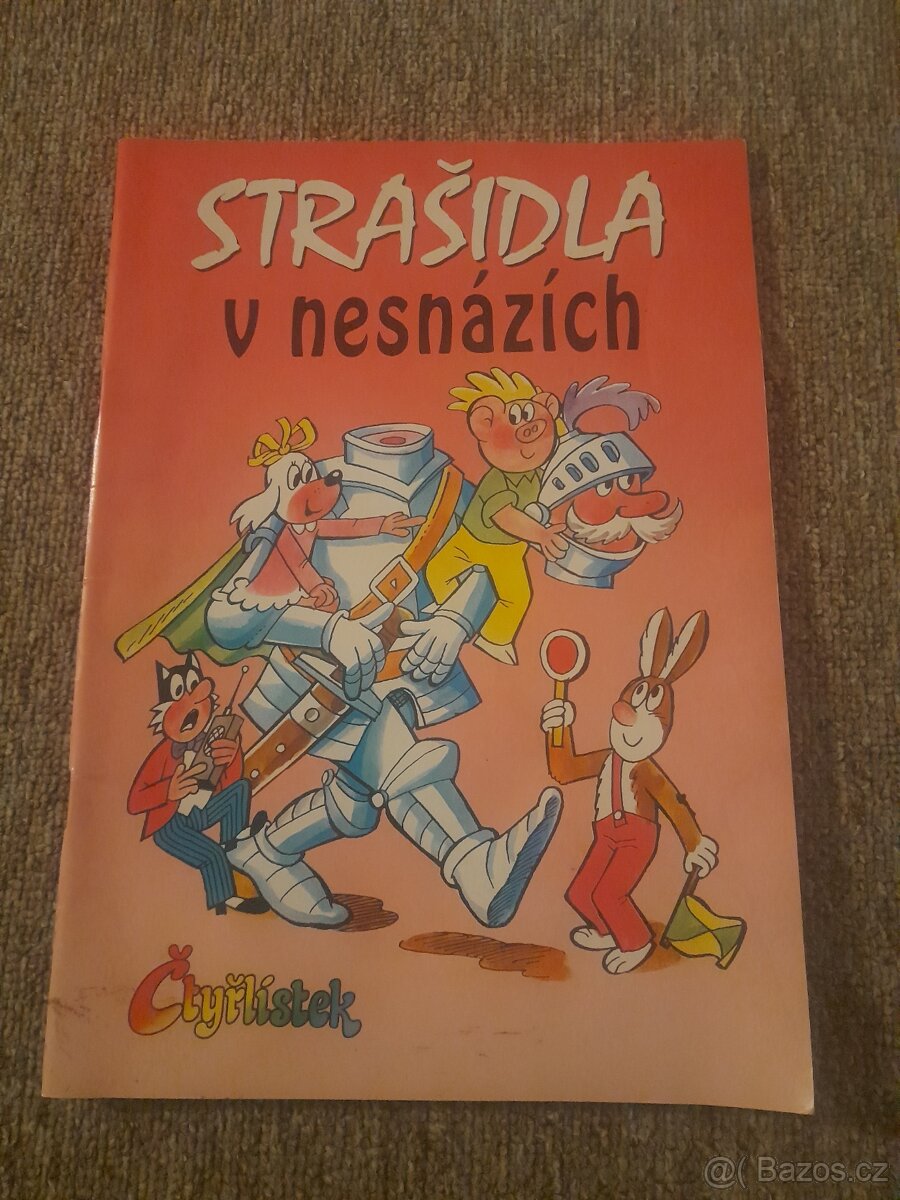 STRAŠIDLA
v nesnázích
Čtyřlístek
@( Bazos.cz